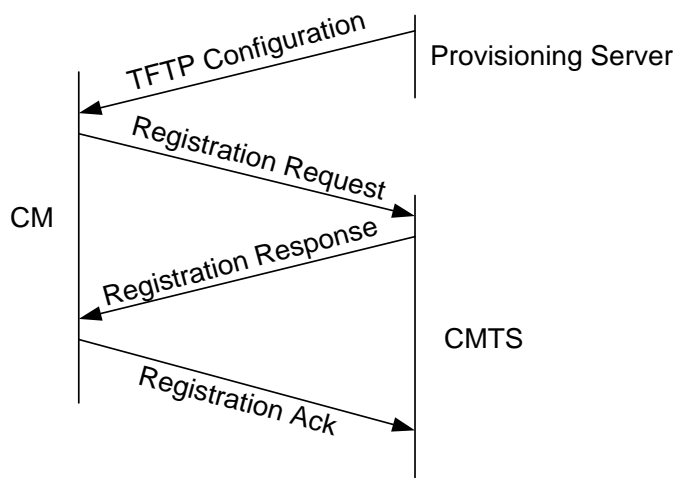 TFTP Configuration
Provisioning Server
Registration Request
CM
Registration Response
CMTS
Registration Ack